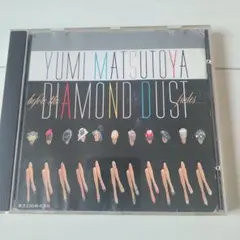 YUMI MATSUTOYA
before the DIAMOND DUST fades